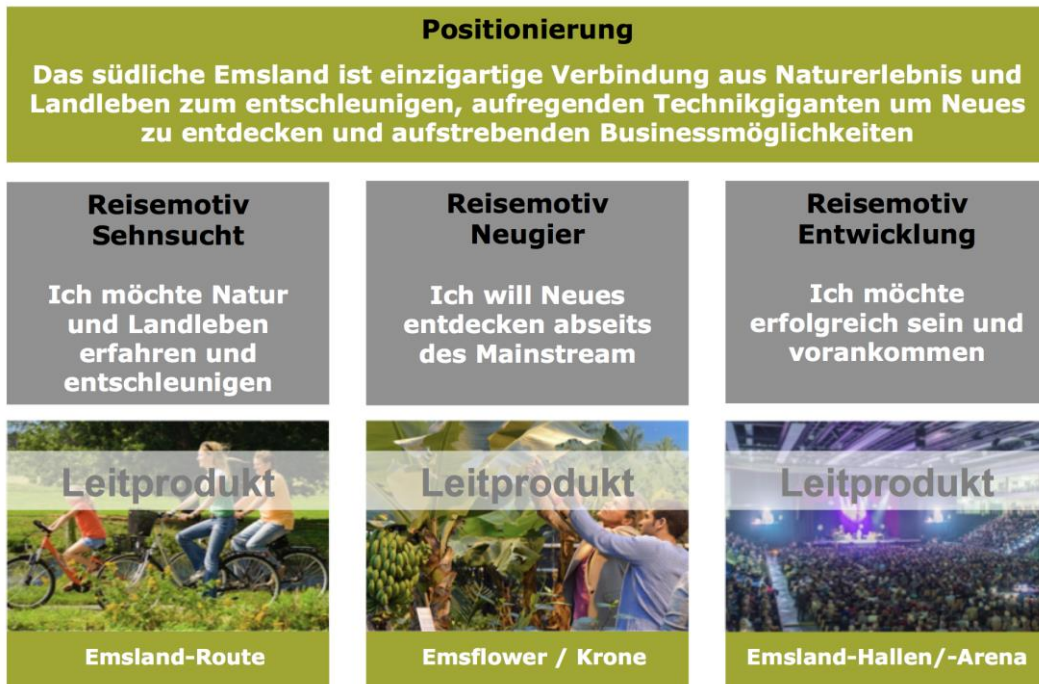 Positionierung
Das südliche Emsland ist einzigartige Verbindung aus Naturerlebnis und
Landleben zum entschleunigen, aufregenden Technikgiganten um Neues
zu entdecken und aufstrebenden Businessmöglichkeiten
Reisemotiv
Sehnsucht
Ich möchte Natur
und Landleben
erfahren und
entschleunigen
Leitprodukt
Emsland-Route
Reisemotiv
Neugier
Ich will Neues
entdecken abseits
des Mainstream
Leitprodukt
Emsflower / Krone
Reisemotiv
Entwicklung
Ich möchte
erfolgreich sein und
vorankommen
Leitprodukt
Emsland-Hallen/-Arena